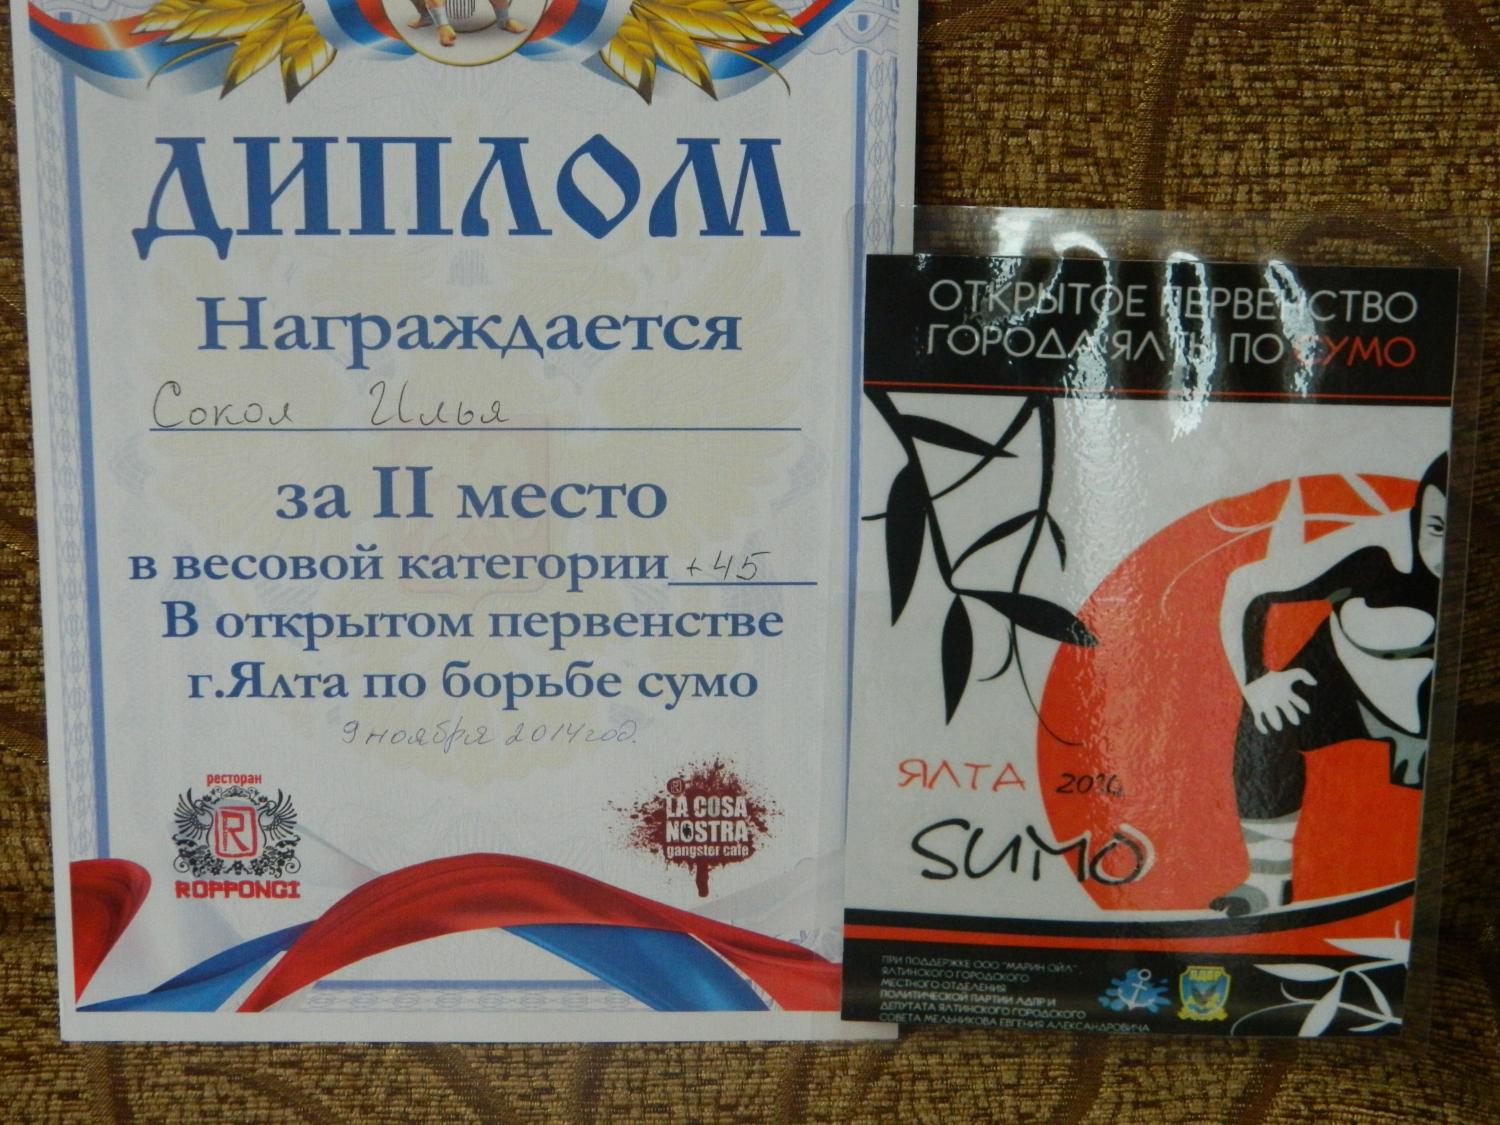 ДИПЛОМ
Награждается
Сокол Илья
за II место
в весовой категории +45
В открытом первенстве
г.Ялта по борьбе сумо
9 ноября 2014 год.
ресторан
R
ROPPONGI
LA COSA
NOSTRA
gangster cafe
ОТКРЫТОЕ ПЕРВЕНСТВО
ГОРОДА ЯЛТЫ ПО СУМО
ЯЛТА 2014
SUMO
ПРИ ПОДДЕРЖКЕ ООО "МАРИН ОЙЛ",
ЯЛТИНСКОГО ГОРОДСКОГО
МЕСТНОГО ОТДЕЛЕНИЯ
ПОЛИТИЧЕСКОЙ ПАРТИИ ЛДПР И
ДЕПУТАТА ЯЛТИНСКОГО ГОРОДСКОГО
СОВЕТА МЕЛЬНИКОВА ЕВГЕНИЯ АЛЕКСАНДРОВИЧА
ЛДПР